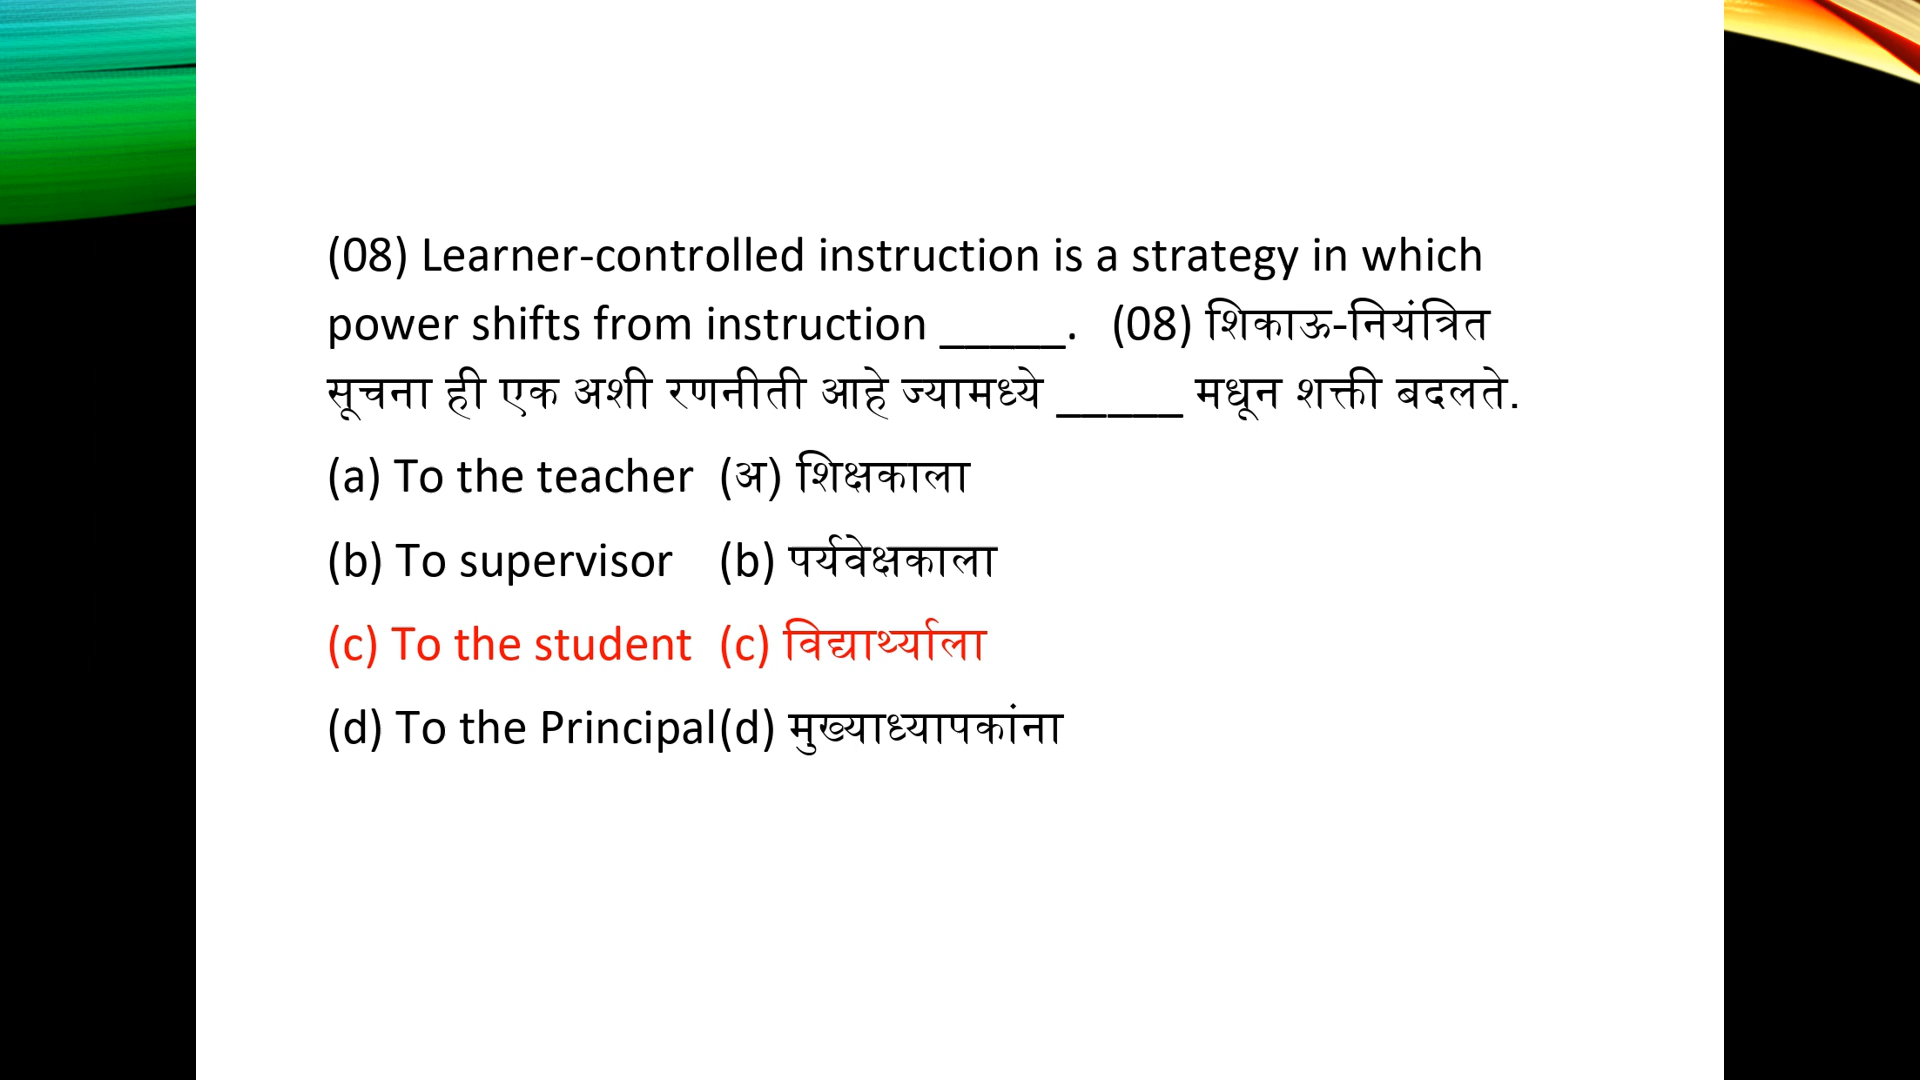 (08) Learner-controlled instruction is a strategy in which
power shifts from instruction _____. (08) शिकाऊ-नियंत्रित
सूचना ही एक अशी रणनीती आहे ज्यामध्ये _____ मधून शक्ती बदलते.
(a) To the teacher (अ) शिक्षकाला
(b) To supervisor (b) पर्यवेक्षकाला
(c) To the student (c) विद्यार्थ्याला
(d) To the Principal(d) मुख्याध्यापकांना